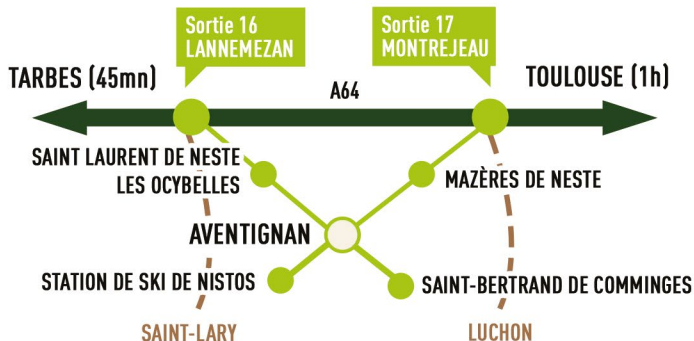 Sortie 16
LANNEMEZAN
Sortie 17
MONTREJEAU
TARBES (45mn)
A64
TOULOUSE (1h)
SAINT LAURENT DE NESTE
LES OCYBELLES
MAZÈRES DE NESTE
AVENTIGNAN
STATION DE SKI DE NISTOS
SAINT-BERTRAND DE COMMINGES
SAINT-LARY
LUCHON